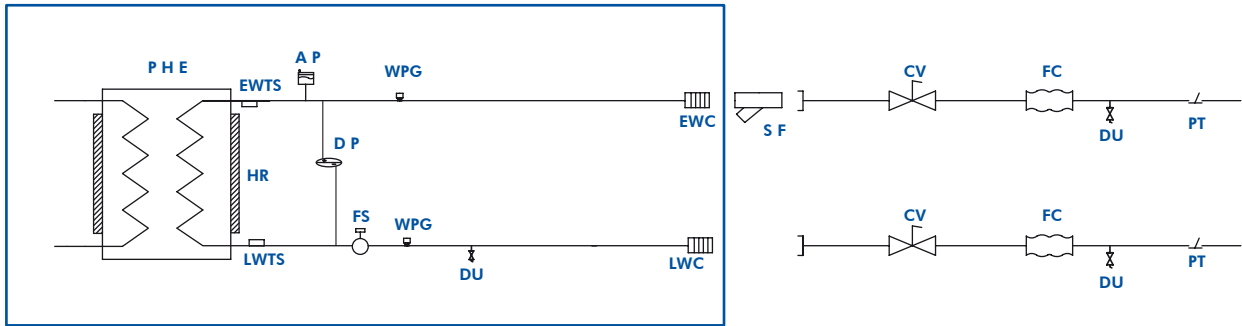 P H E
EWTS
A P
WPG
EWC
S F
CV
FC
DU
PT
D P
HR
LWTS
FS
WPG
DU
LWC
CV
FC
DU
PT